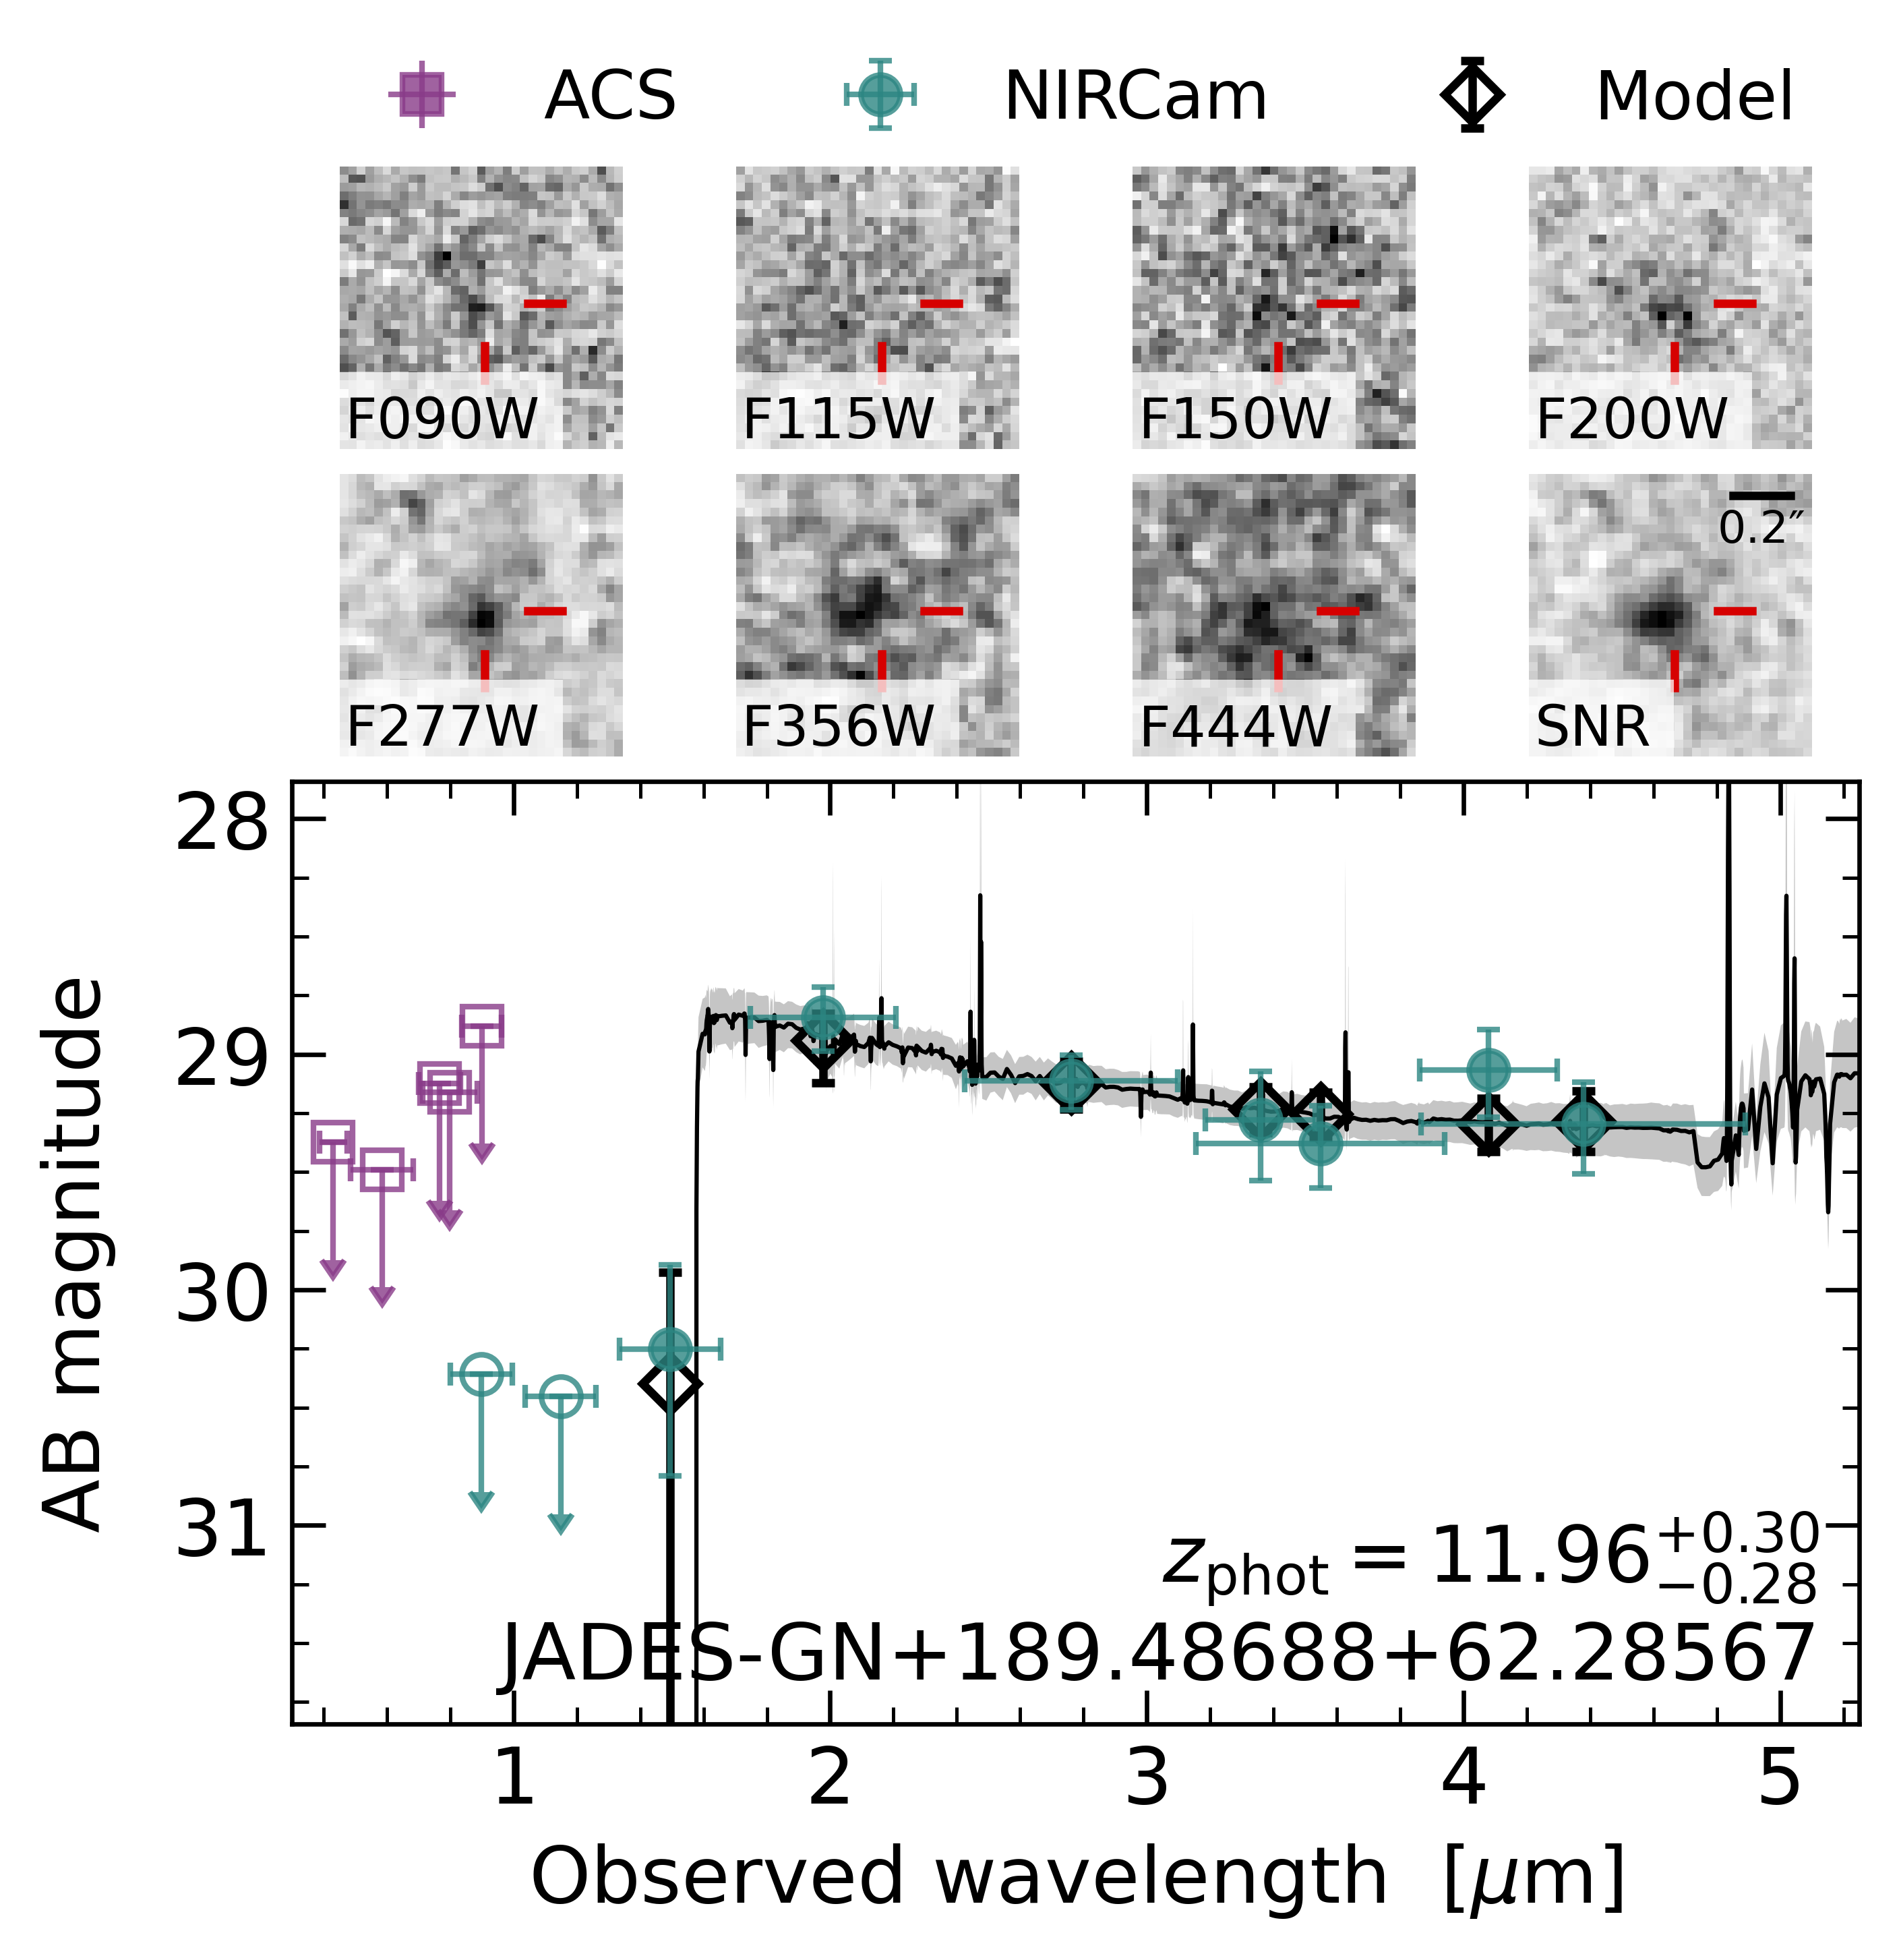 ACS NIRCam Model
F090W F115W F150W F200W
0.2″
F277W F356W F444W SNR
28
29
30
31
AB magnitude
z_phot = 11.96 +0.30 −0.28
JADES-GN+189.48688+62.28567
1 2 3 4 5
Observed wavelength [μm]